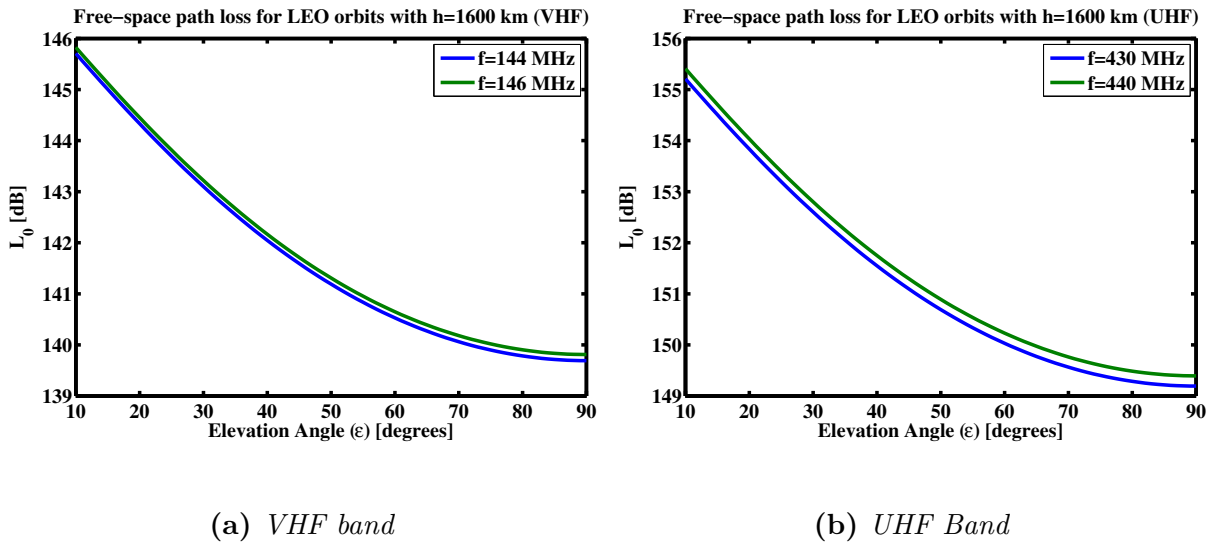 Free−space path loss for LEO orbits with h=1600 km (VHF)
146
145
144
143
142
141
140
139
L0 [dB]
10 20 30 40 50 60 70 80 90
Elevation Angle (ε) [degrees]
f=144 MHz
f=146 MHz
(a) VHF band
Free−space path loss for LEO orbits with h=1600 km (UHF)
156
155
154
153
152
151
150
149
L0 [dB]
10 20 30 40 50 60 70 80 90
Elevation Angle (ε) [degrees]
f=430 MHz
f=440 MHz
(b) UHF Band